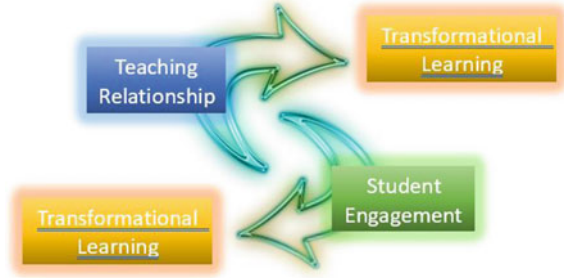 Transformational
Learning
Teaching
Relationship
Student
Engagement
Transformational
Learning